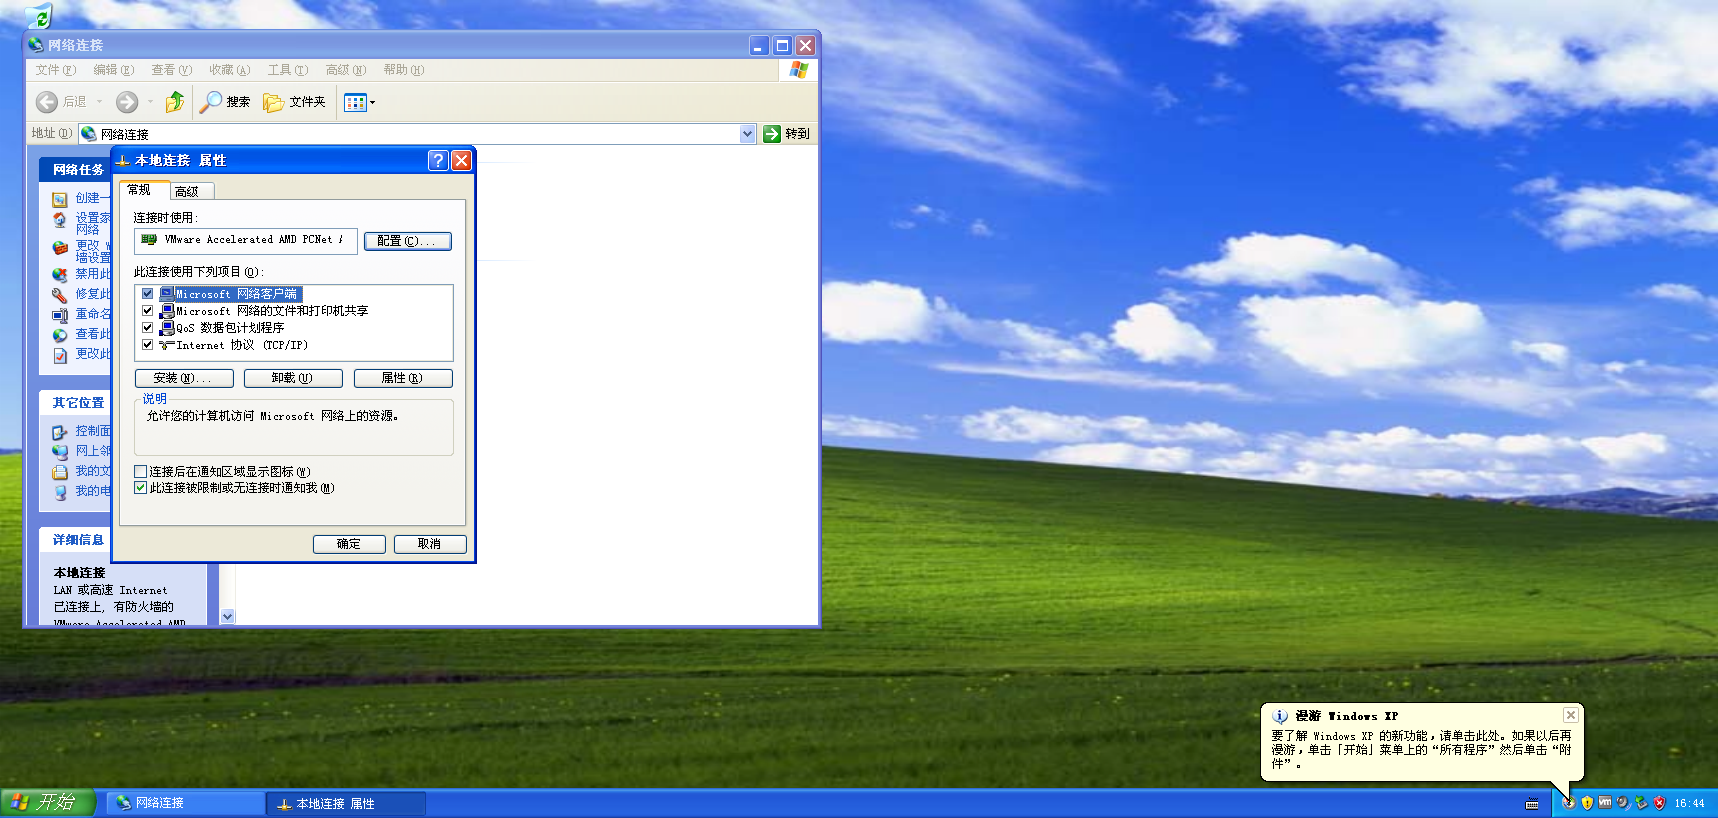 网络连接
文件(F) 编辑(E) 查看(V) 收藏(A) 工具(T) 高级(N) 帮助(H)
后退 搜索 文件夹
地址(D) 网络连接 转到
网络任务
创建一
设置家
网络
更改 W
墙设置
禁用此
修复此
重命名
查看此
更改此
其它位置
控制面
网上邻
我的文
我的电
详细信息
本地连接
LAN 或高速 Internet
已连接上, 有防火墙的
VMware Accelerated AMD
本地连接 属性
常规 高级
连接时使用:
VMware Accelerated AMD PCNet
配置(C)...
此连接使用下列项目(O):
Microsoft 网络客户端
Microsoft 网络的文件和打印机共享
QoS 数据包计划程序
Internet 协议 (TCP/IP)
安装(N)... 卸载(U) 属性(R)
说明
允许您的计算机访问 Microsoft 网络上的资源。
连接后在通知区域显示图标(W)
此连接被限制或无连接时通知我(M)
确定 取消
漫游 Windows XP
要了解 Windows XP 的新功能，请单击此处。如果以后再
漫游，单击「开始」菜单上的“所有程序”然后单击“附
件”。
开始 网络连接 本地连接 属性 vm 16:44